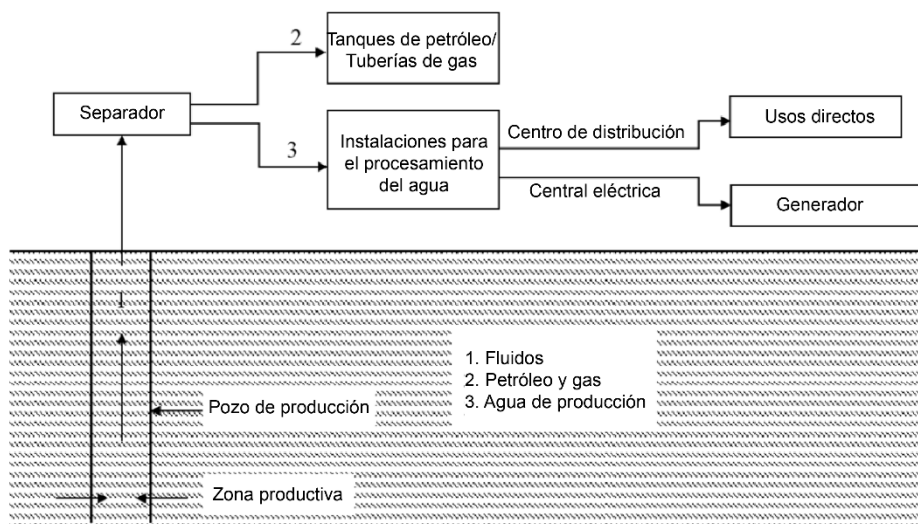 2
Tanques de petróleo/
Tuberías de gas
Separador
3
Instalaciones para
el procesamiento
del agua
Centro de distribución
Usos directos
Central eléctrica
Generador
1
1. Fluidos
2. Petróleo y gas
3. Agua de producción
Pozo de producción
Zona productiva